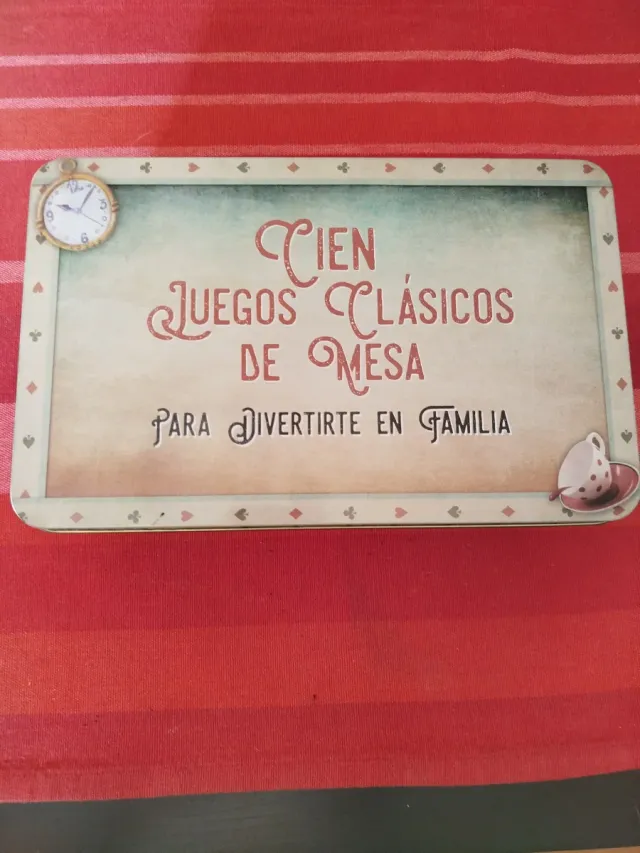 Cien
Juegos Clásicos
de Mesa
Para Divertirte en Familia